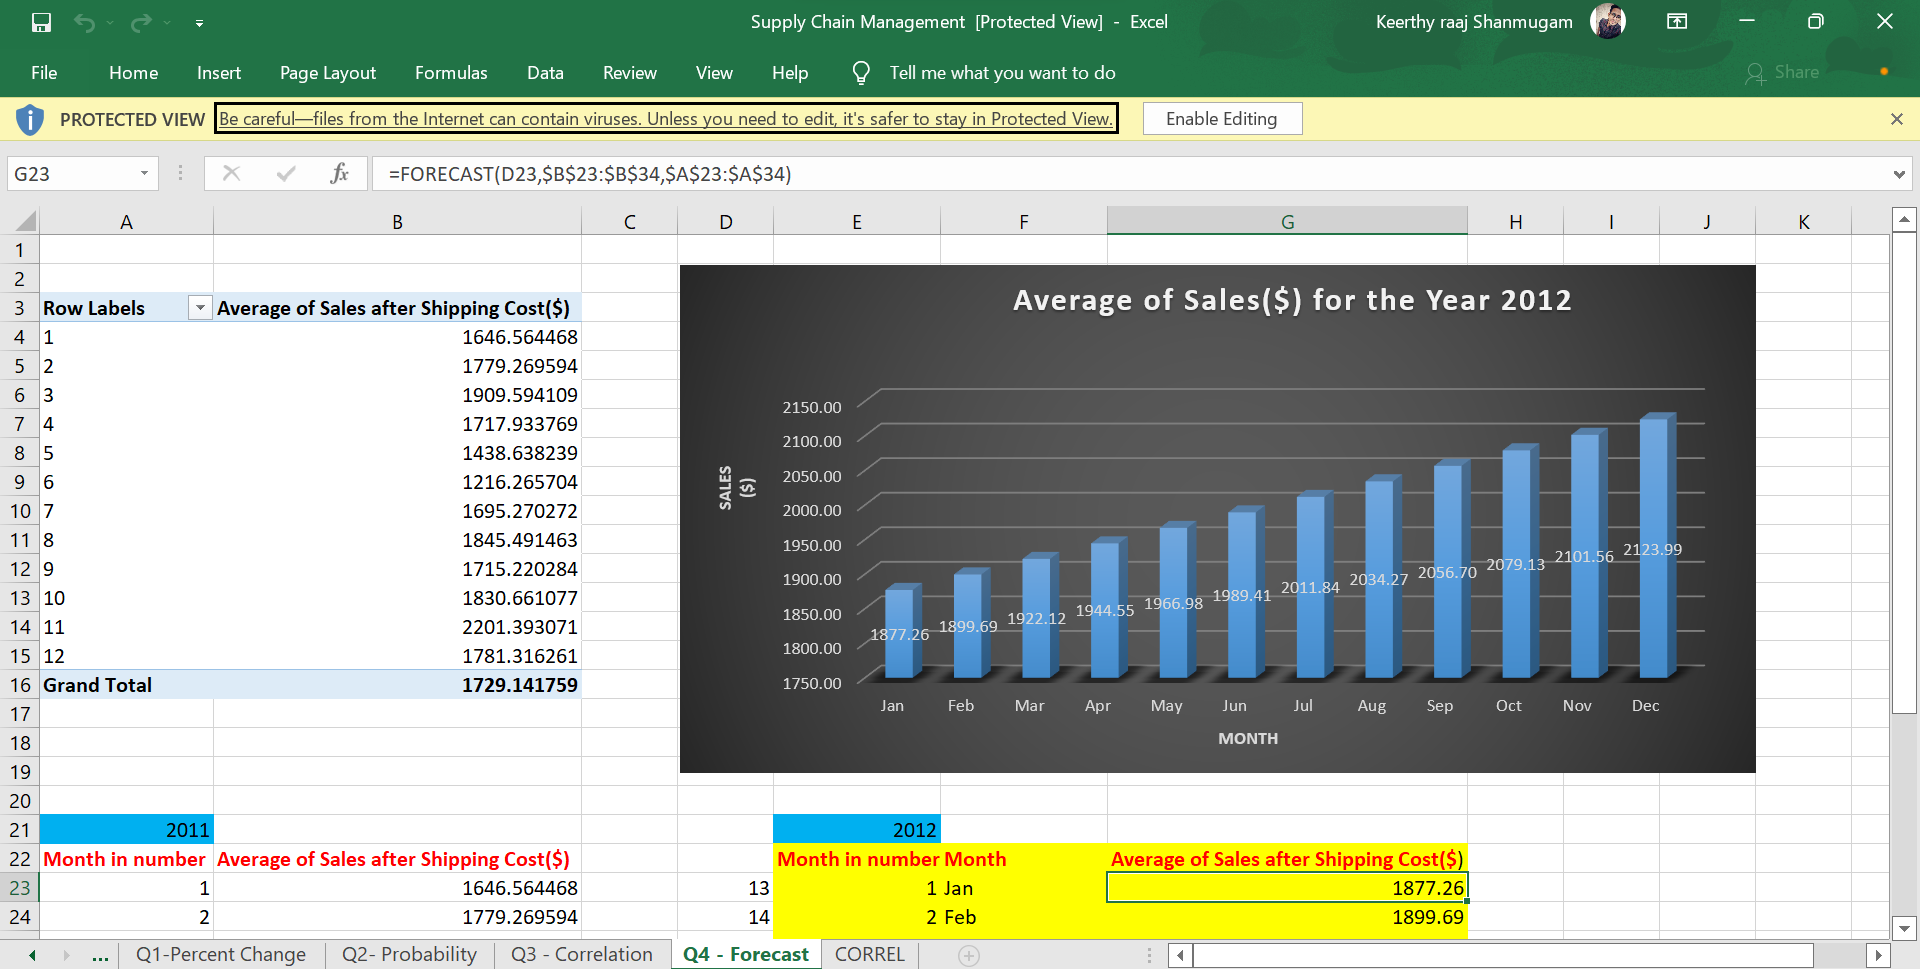 Supply Chain Management [Protected View] - Excel
Keerthy raaj Shanmugam
File Home Insert Page Layout Formulas Data Review View Help Tell me what you want to do Share
PROTECTED VIEW Be careful—files from the Internet can contain viruses. Unless you need to edit, it's safer to stay in Protected View. Enable Editing
G23 fx =FORECAST(D23,$B$23:$B$34,$A$23:$A$34)
A B C D E F G H I J K
1
2
3 Row Labels Average of Sales after Shipping Cost($)
4 1 1646.564468
5 2 1779.269594
6 3 1909.594109
7 4 1717.933769
8 5 1438.638239
9 6 1216.265704
10 7 1695.270272
11 8 1845.491463
12 9 1715.220284
13 10 1830.661077
14 11 2201.393071
15 12 1781.316261
16 Grand Total 1729.141759
17
18
19
20
Average of Sales($) for the Year 2012
SALES
($)
2150.00
2100.00
2050.00
2000.00
1950.00
1900.00
1850.00
1800.00
1750.00
1877.26 1899.69 1922.12 1944.55 1966.98 1989.41 2011.84 2034.27 2056.70 2079.13 2101.56 2123.99
Jan Feb Mar Apr May Jun Jul Aug Sep Oct Nov Dec
MONTH
21 2011 2012
22 Month in number Average of Sales after Shipping Cost($) Month in number Month Average of Sales after Shipping Cost($)
23 1 1646.564468 13 1 Jan 1877.26
24 2 1779.269594 14 2 Feb 1899.69
... Q1-Percent Change Q2- Probability Q3 - Correlation Q4 - Forecast CORREL